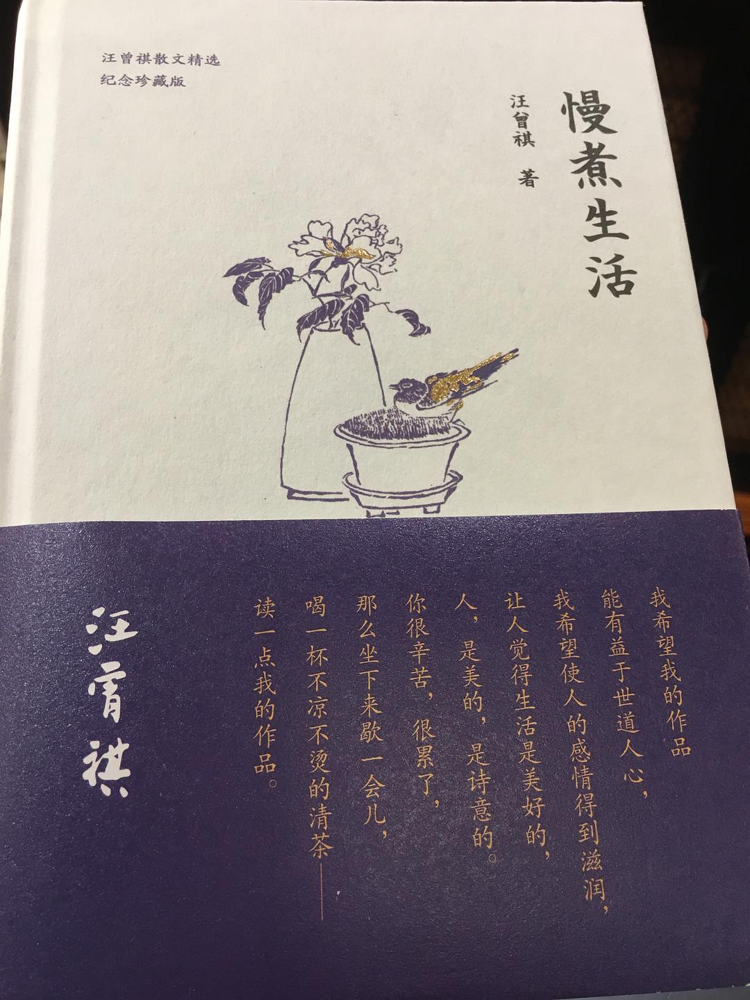 汪曾祺散文精选
纪念珍藏版
慢煮生活
汪曾祺 著
我希望我的作品
能有益于世道人心，
我希望使人的感情得到滋润，
让人觉得生活是美好的，
人，是美的，是诗意的。
你很辛苦，很累了，
那么坐下来歇一会儿，
喝一杯不凉不烫的清茶——
读一点我的作品。
汪曾祺